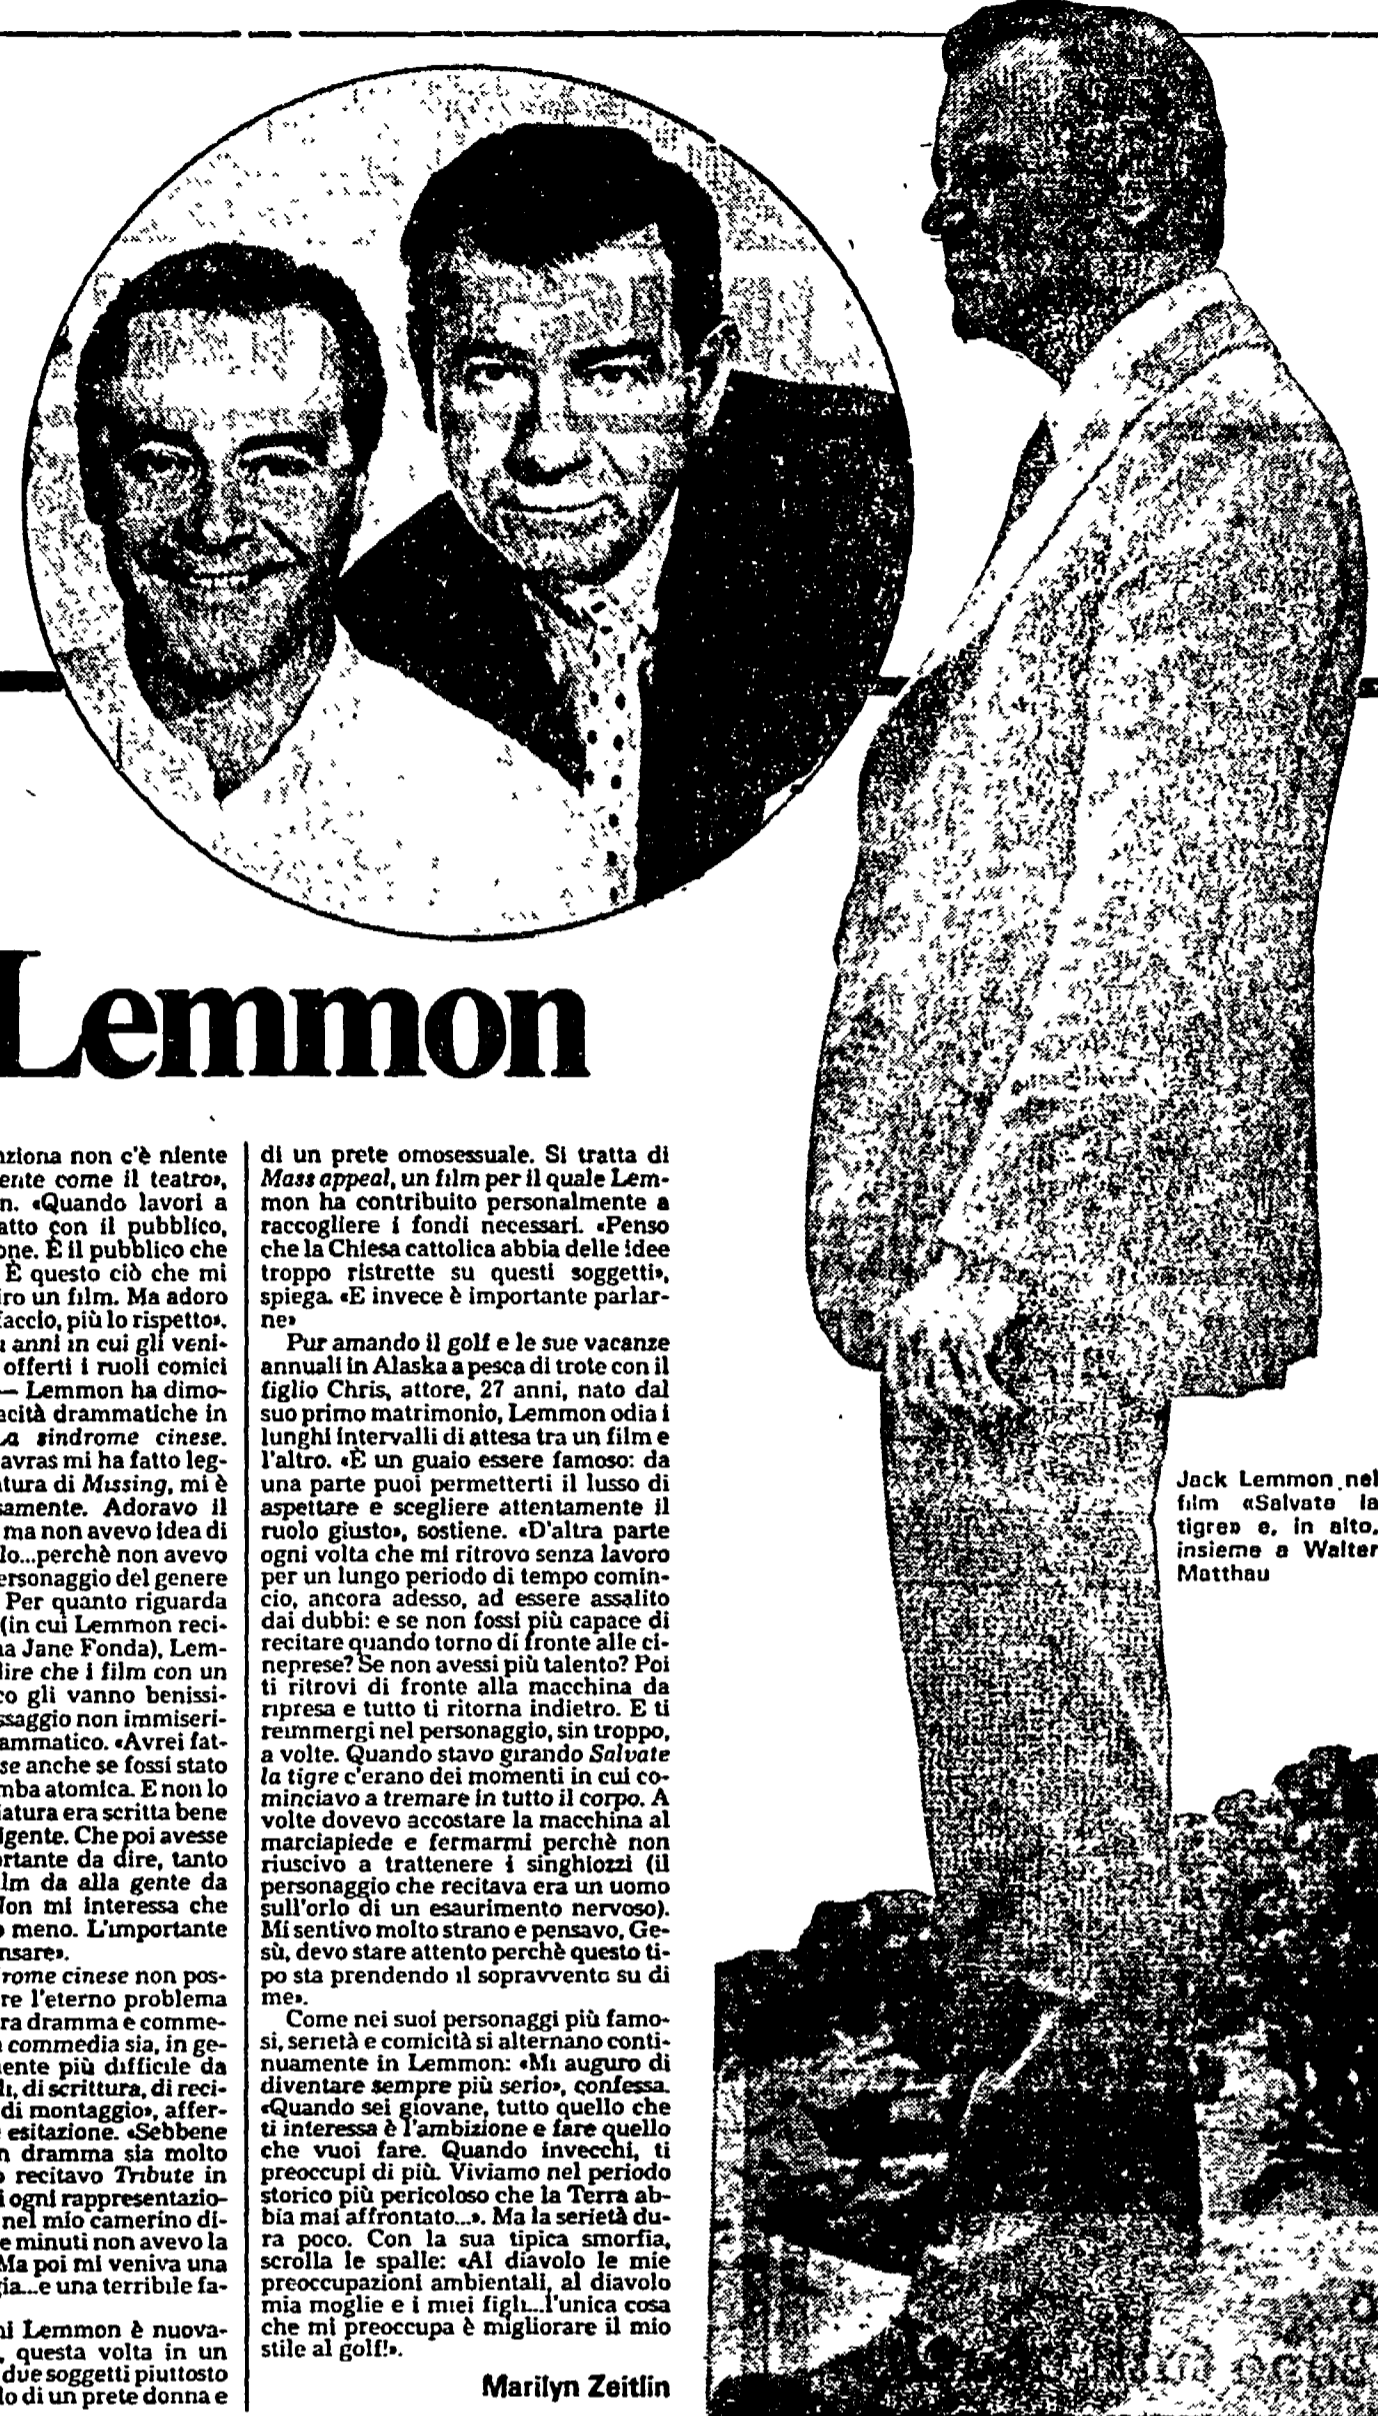 Lemmon
nziona non c'è niente
ente come il teatro»,
n. «Quando lavori a
atto con il pubblico,
one. È il pubblico che
È questo ciò che mi
iro un film. Ma adoro
faccio, più lo rispetto».
anni in cui gli veni-
offerti i ruoli comici
— Lemmon ha dimo-
acità drammatiche in
La sindrome cinese.
avras mi ha fatto leg-
tura di Missing, mi è
samente. Adoravo il
ma non avevo idea di
lo...perchè non avevo
ersonaggio del genere
Per quanto riguarda
(in cui Lemmon reci-
na Jane Fonda), Lem-
dire che i film con un
co gli vanno benissi-
ssaggio non immiseri-
ammatico. «Avrei fat-
se anche se fossi stato
mba atomica. E non lo
iatura era scritta bene
igente. Che poi avesse
ortante da dire, tanto
ilm da alla gente da
Non mi interessa che
o meno. L'importante
nsare».
rome cinese non pos-
re l'eterno problema
ra dramma e comme-
commedia sia, in ge-
ente più difficile da
di, di scrittura, di reci-
di montaggio», affer-
esitazione. «Sebbene
n dramma sia molto
o recitavo Tribute in
i ogni rappresentazio-
nel mio camerino di-
e minuti non avevo la
Ma poi mi veniva una
gia...e una terribile fa-
ni Lemmon è nuova-
, questa volta in un
due soggetti piuttosto
lo di un prete donna e
di un prete omosessuale. Si tratta di
Mass appeal, un film per il quale Lem-
mon ha contribuito personalmente a
raccogliere i fondi necessari. «Penso
che la Chiesa cattolica abbia delle idee
troppo ristrette su questi soggetti»,
spiega. «E invece è importante parlar-
ne»
Pur amando il golf e le sue vacanze
annuali in Alaska a pesca di trote con il
figlio Chris, attore, 27 anni, nato dal
suo primo matrimonio, Lemmon odia i
lunghi intervalli di attesa tra un film e
l'altro. «È un guaio essere famoso: da
una parte puoi permetterti il lusso di
aspettare e scegliere attentamente il
ruolo giusto», sostiene. «D'altra parte
ogni volta che mi ritrovo senza lavoro
per un lungo periodo di tempo comin-
cio, ancora adesso, ad essere assalito
dai dubbi: e se non fossi più capace di
recitare quando torno di fronte alle ci-
neprese? Se non avessi più talento? Poi
ti ritrovi di fronte alla macchina da
ripresa e tutto ti ritorna indietro. E ti
reimmergi nel personaggio, sin troppo,
a volte. Quando stavo girando Salvate
la tigre c'erano dei momenti in cui co-
minciavo a tremare in tutto il corpo. A
volte dovevo accostare la macchina al
marciapiede e fermarmi perchè non
riuscivo a trattenere i singhiozzi (il
personaggio che recitava era un uomo
sull'orlo di un esaurimento nervoso).
Mi sentivo molto strano e pensavo, Ge-
sù, devo stare attento perchè questo ti-
po sta prendendo il sopravvento su di
me».
Come nei suoi personaggi più famo-
si, serietà e comicità si alternano conti-
nuamente in Lemmon: «Mi auguro di
diventare sempre più serio», confessa.
«Quando sei giovane, tutto quello che
ti interessa è l'ambizione e fare quello
che vuoi fare. Quando invecchi, ti
preoccupi di più. Viviamo nel periodo
storico più pericoloso che la Terra ab-
bia mai affrontato...». Ma la serietà du-
ra poco. Con la sua tipica smorfia,
scrolla le spalle: «Al diavolo le mie
preoccupazioni ambientali, al diavolo
mia moglie e i miei figli...l'unica cosa
che mi preoccupa è migliorare il mio
stile al golf!».
Marilyn Zeitlin
Jack Lemmon nel
film «Salvate la
tigre» e, in alto,
insieme a Walter
Matthau